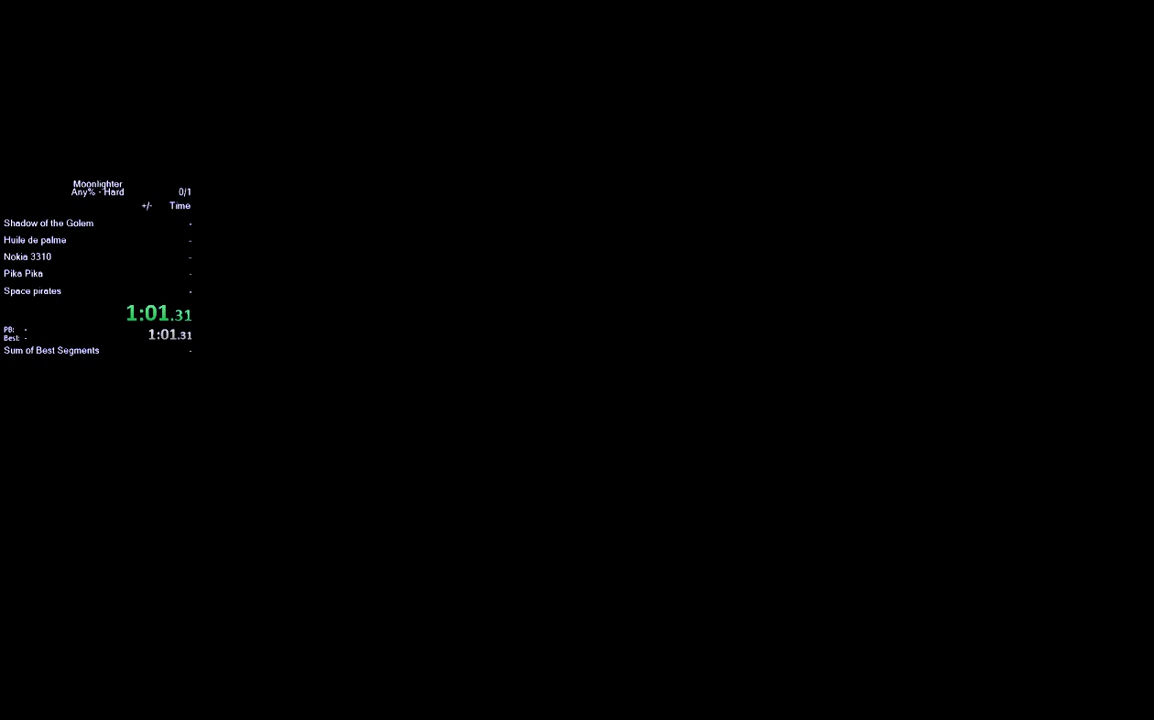 Moonlighter
Any% - Hard 0/1
+/- Time
Shadow of the Golem -
Huile de palme -
Nokia 3310 -
Pika Pika -
Space pirates -
1:01.31
PB: - 1:01.31
Best: -
Sum of Best Segments -